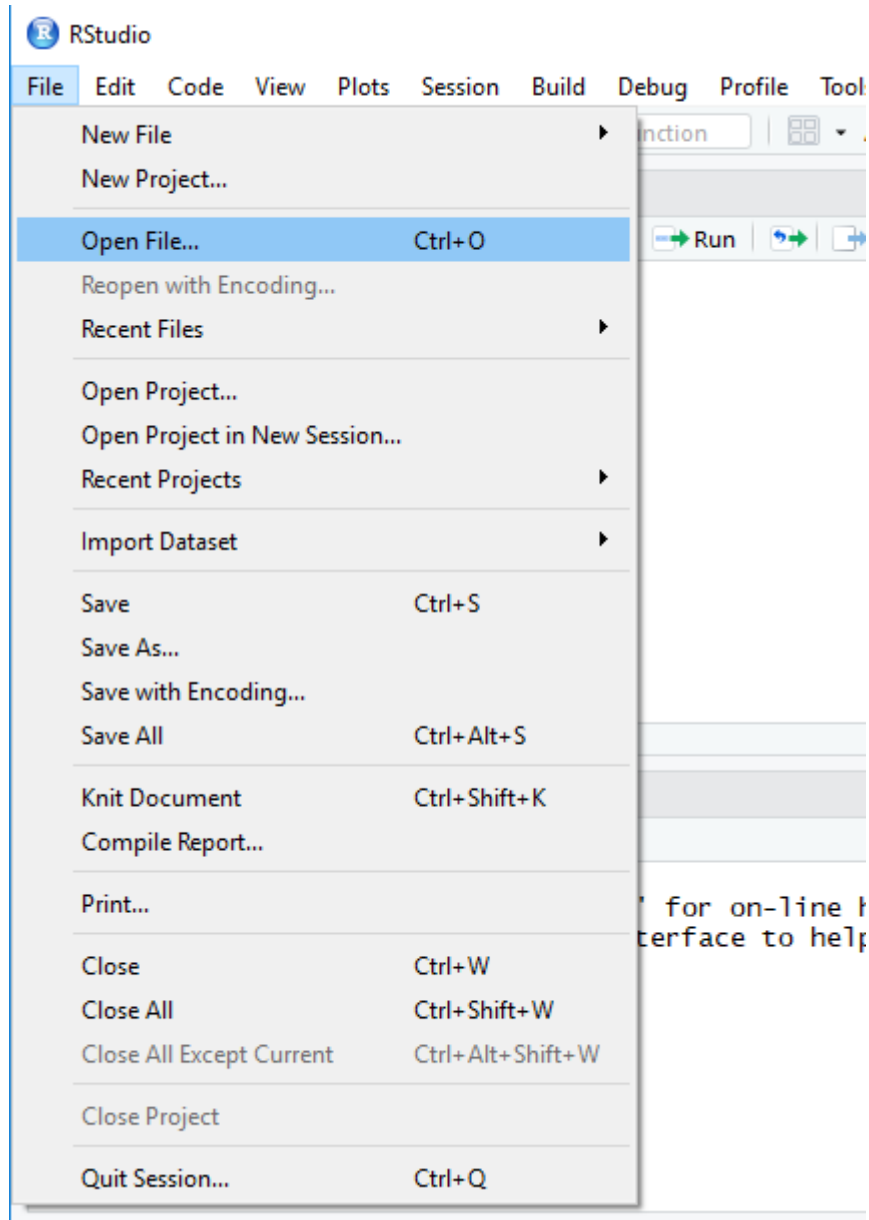 RStudio
File Edit Code View Plots Session Build Debug Profile
New File
New Project...
Open File... Ctrl+O
Run
Reopen with Encoding...
Recent Files
Open Project...
Open Project in New Session...
Recent Projects
Import Dataset
Save Ctrl+S
Save As...
Save with Encoding...
Save All Ctrl+Alt+S
Knit Document Ctrl+Shift+K
Compile Report...
Print...
' for on-line
to help
Close Ctrl+W
Close All Ctrl+Shift+W
Close All Except Current Ctrl+Alt+Shift+W
Close Project
Quit Session... Ctrl+Q